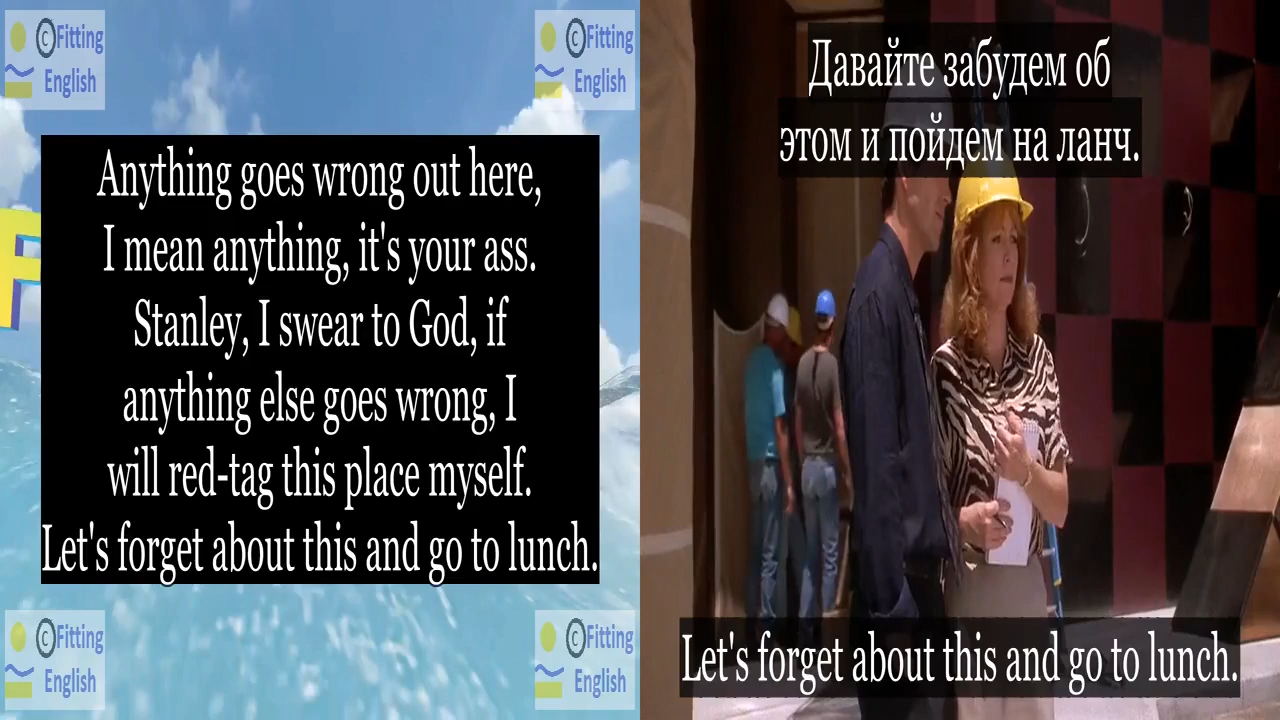 ©Fitting
English
©Fitting
English
Anything goes wrong out here,
I mean anything, it's your ass.
Stanley, I swear to God, if
anything else goes wrong, I
will red-tag this place myself.
Let's forget about this and go to lunch.
F
©Fitting
English
©Fitting
English
Давайте забудем об
этом и пойдем на ланч.
Let's forget about this and go to lunch.